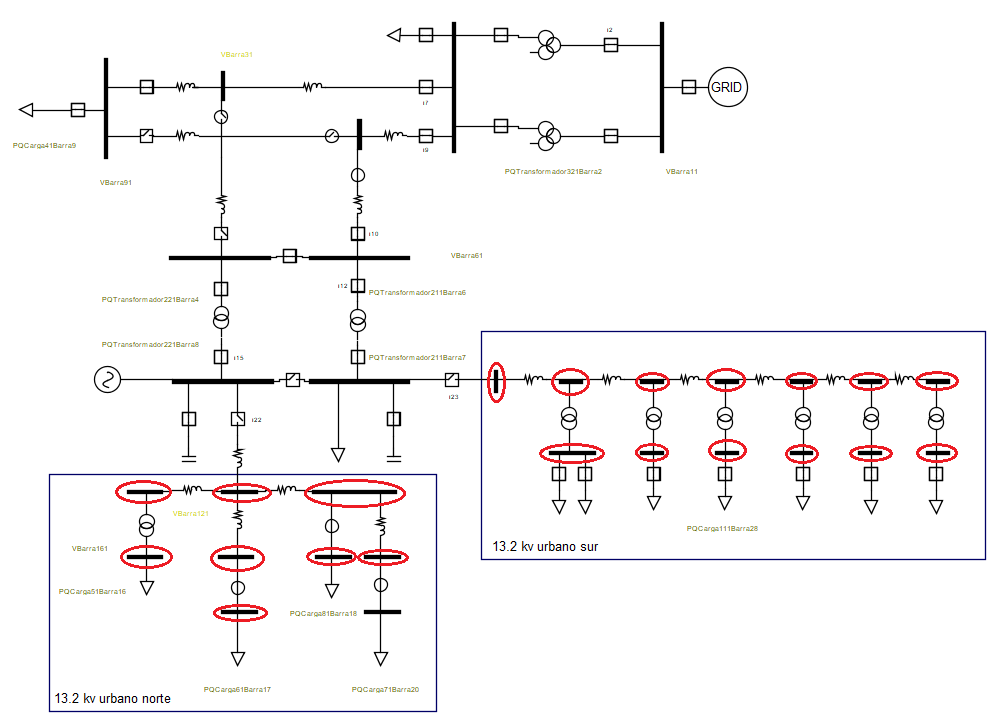 VBarra31
i2
GRID
i7
PQCarga41Barra9
i9
PQTransformador321Barra2
VBarra11
VBarra91
i10
VBarra61
i12
PQTransformador211Barra6
PQTransformador221Barra4
PQTransformador221Barra8
i15
PQTransformador211Barra7
i23
i22
VBarra121
PQCarga111Barra28
VBarra161
13.2 kv urbano sur
PQCarga51Barra16
PQCarga81Barra18
PQCarga61Barra17
PQCarga71Barra20
13.2 kv urbano norte